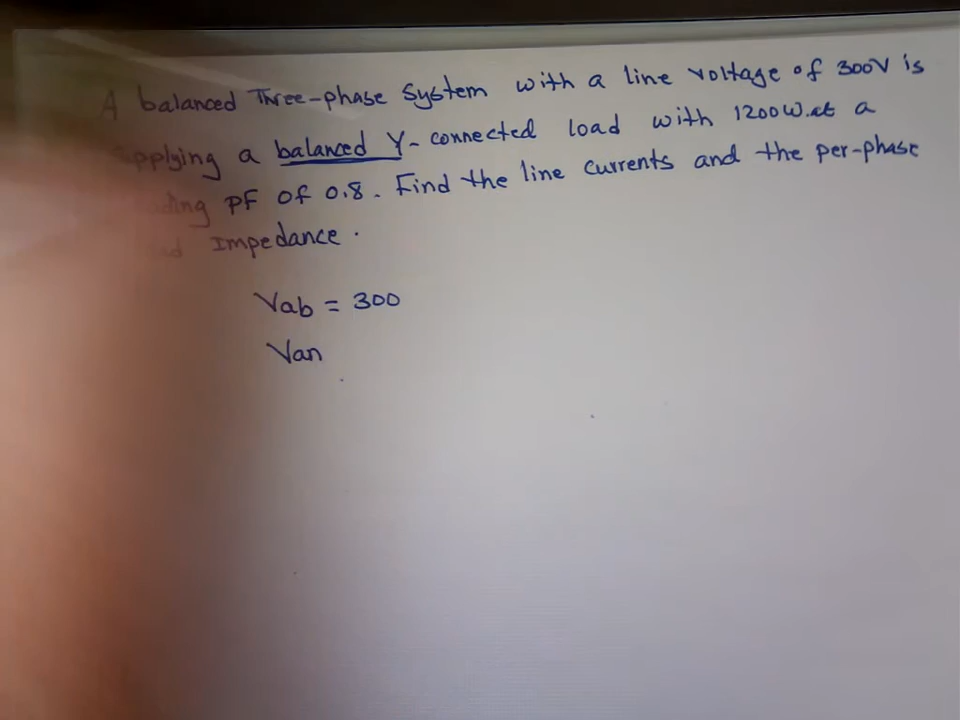 A balanced Three-phase System with a line voltage of 300V is
a balanced Y-connected load with 1200W.at a
PF of 0.8. Find the line currents and the per-phase
Impedance.
Vab = 300
Van